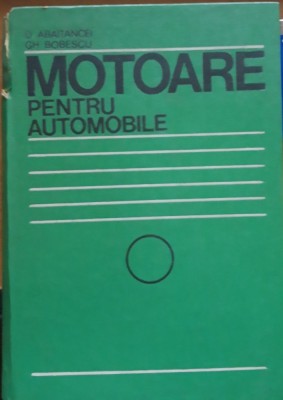 D ABAITANCEI
GH BOBESCU
MOTOARE
PENTRU
AUTOMOBILE